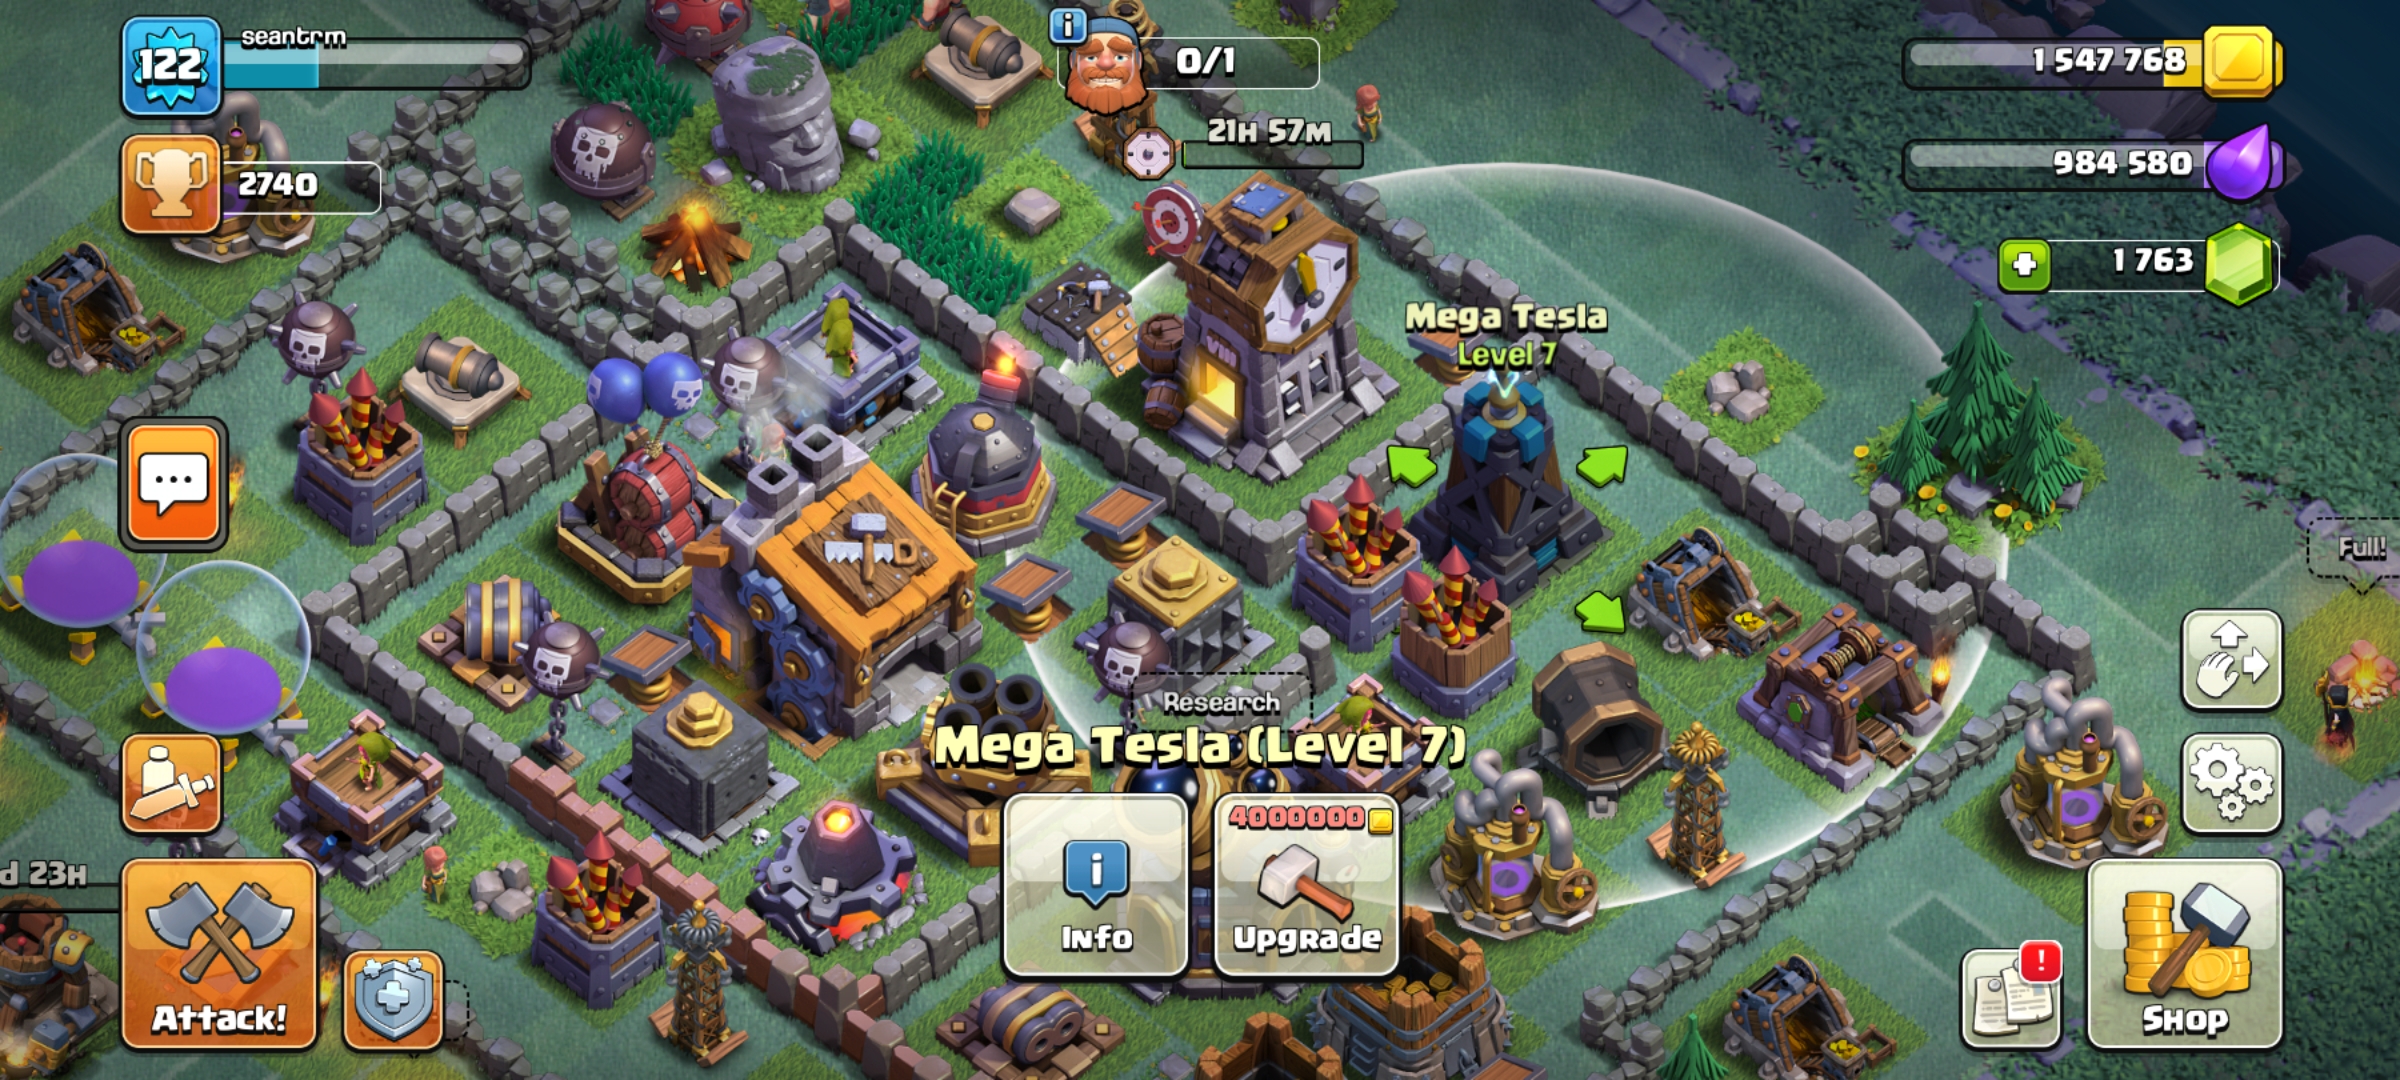 122
seantrm
2740
0/1
21H 57M
1 547 768
984 580
1 763
Mega Tesla
Level 7
VIII
Full!
Research
Mega Tesla (Level 7)
4000000
Info
Upgrade
d 23H
Attack!
!
Shop